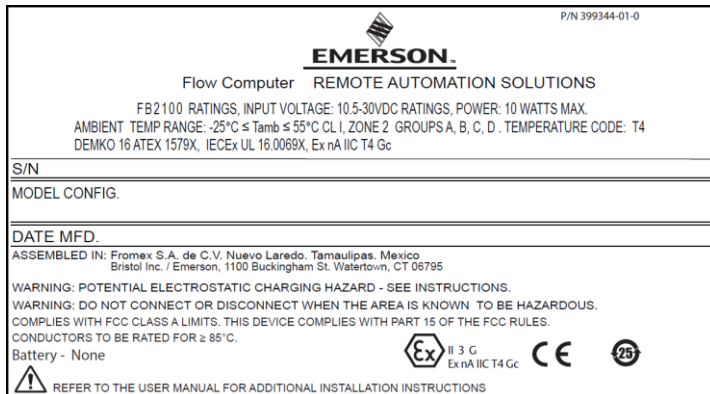 P/N 399344-01-0
EMERSON™
Flow Computer REMOTE AUTOMATION SOLUTIONS
FB2100 RATINGS, INPUT VOLTAGE: 10.5-30VDC RATINGS, POWER: 10 WATTS MAX.
AMBIENT TEMP RANGE: -25°C ≤ Tamb ≤ 55°C CL I, ZONE 2 GROUPS A, B, C, D . TEMPERATURE CODE: T4
DEMKO 16 ATEX 1579X, IECEx UL 16.0069X, Ex nA IIC T4 Gc
S/N
MODEL CONFIG.
DATE MFD.
ASSEMBLED IN: Fromex S.A. de C.V. Nuevo Laredo. Tamaulipas. Mexico
Bristol Inc. / Emerson, 1100 Buckingham St. Watertown, CT 06795
WARNING: POTENTIAL ELECTROSTATIC CHARGING HAZARD - SEE INSTRUCTIONS.
WARNING: DO NOT CONNECT OR DISCONNECT WHEN THE AREA IS KNOWN TO BE HAZARDOUS.
COMPLIES WITH FCC CLASS A LIMITS. THIS DEVICE COMPLIES WITH PART 15 OF THE FCC RULES.
CONDUCTORS TO BE RATED FOR ≥ 85°C.
Battery - None
Ex II 3 G
Ex nA IIC T4 Gc
CE
25
REFER TO THE USER MANUAL FOR ADDITIONAL INSTALLATION INSTRUCTIONS